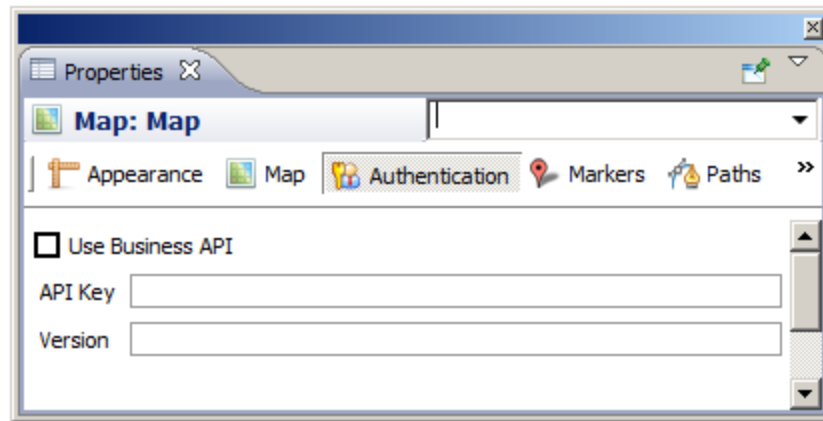 Properties
Map: Map
Appearance Map Authentication Markers Paths »
Use Business API
API Key
Version